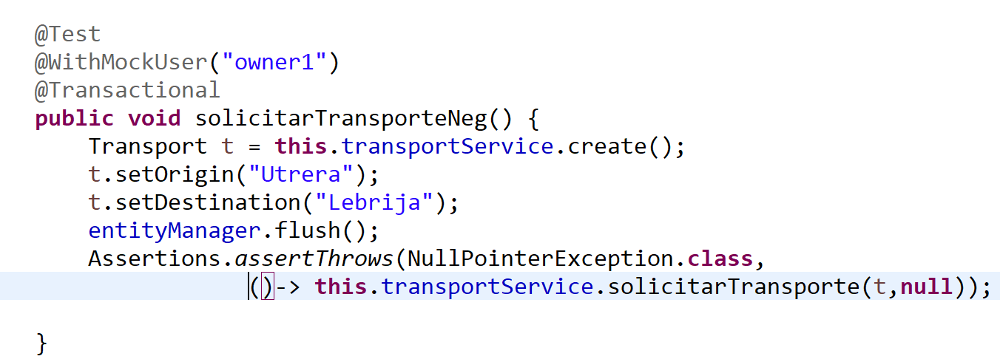 @Test
@WithMockUser("owner1")
@Transactional
public void solicitarTransporteNeg() {
Transport t = this.transportService.create();
t.setOrigin("Utrera");
t.setDestination("Lebrija");
entityManager.flush();
Assertions.assertThrows(NullPointerException.class,
()-> this.transportService.solicitarTransporte(t,null));
}